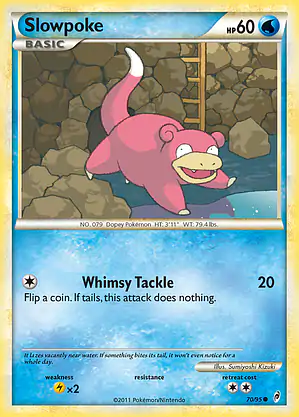 Slowpoke HP 60
BASIC
NO. 079 Dopey Pokémon HT: 3'11" WT: 79.4 lbs.
Whimsy Tackle 20
Flip a coin. If tails, this attack does nothing.
It lazes vacantly near water. If something bites its tail, it won't even notice for a
whole day.
Illus. Sumiyoshi Kizuki
weakness resistance retreat cost
×2
70/95
©2011 Pokémon/Nintendo